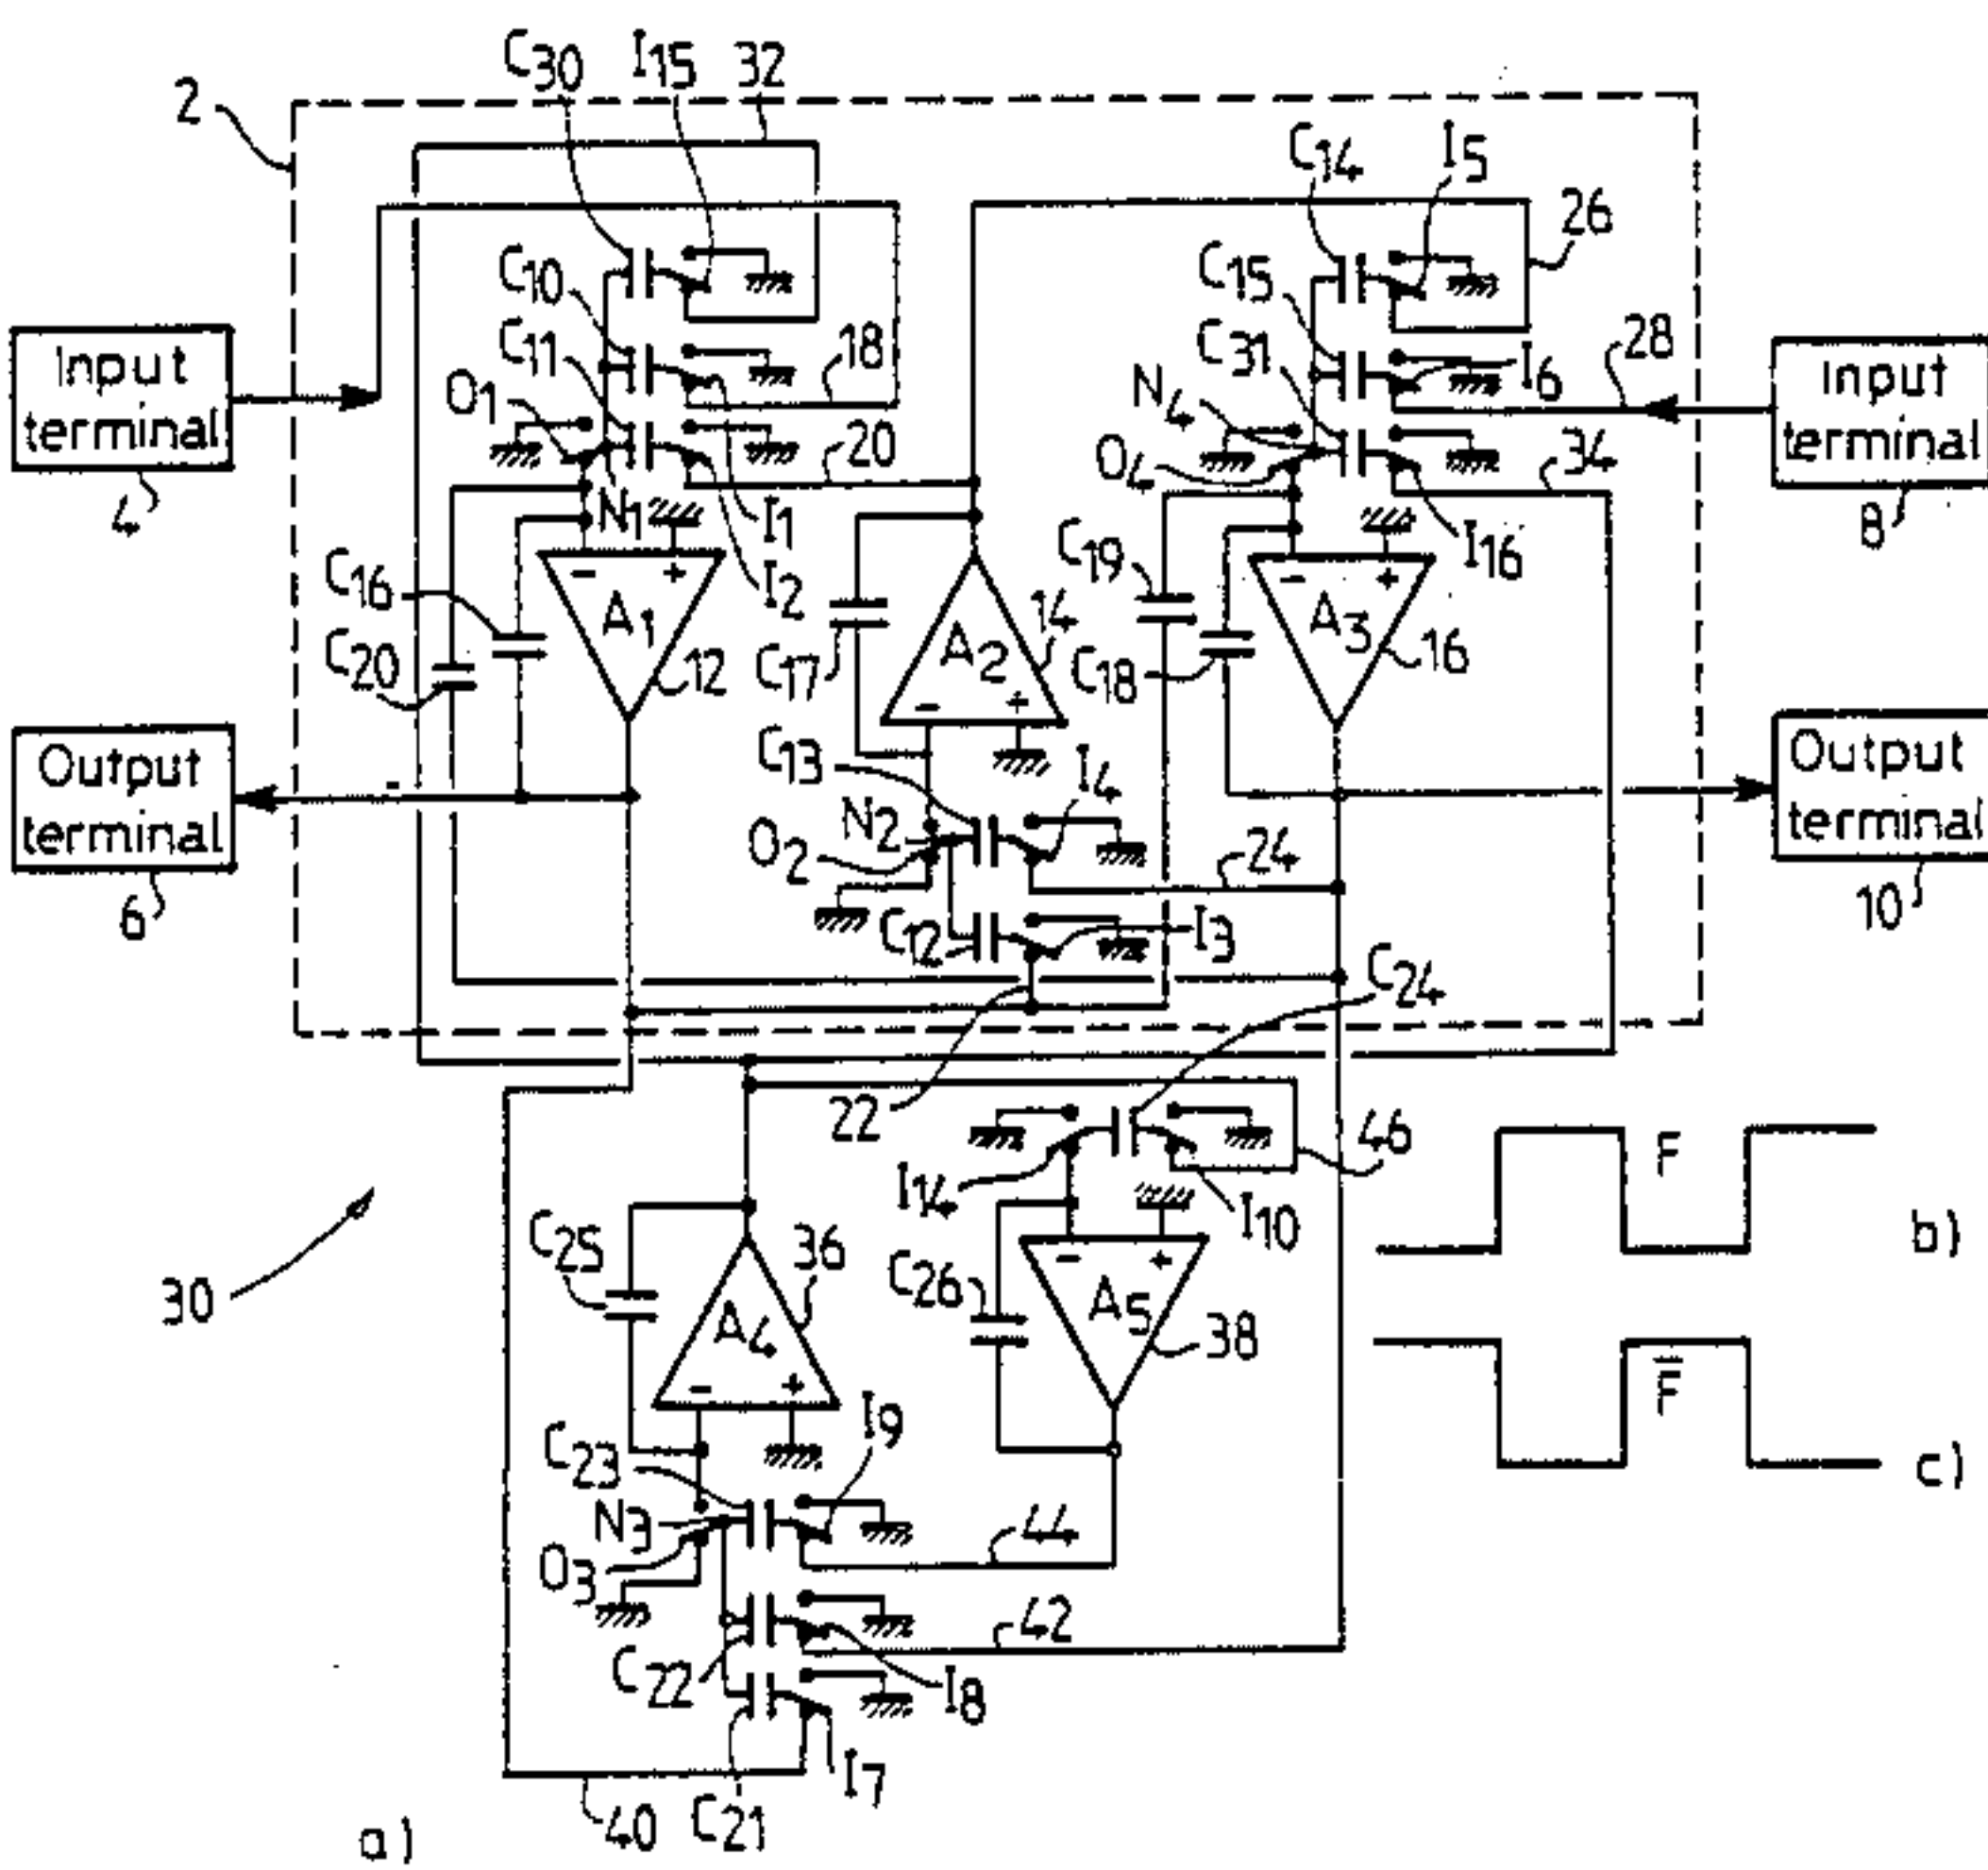 C30 I15 32
2
C14 I5
26
C10
C15
C11
18
C31
I6
28
Input
terminal
4
O1
N4
Input
terminal
8
20
O4
34
N1
I1
C16
I2
C19
I16
- +
A1
12
C20
C17
A2
14
- +
C18
- +
A3
16
Output
terminal
6
C13
I4
Output
terminal
10
N2
O2
24
C12
I3
C24
22
46
I14
I10
F
b)
30
C25
36
A4
- +
C26
- +
A5
38
F̅
c)
C23
I9
N3
O3
44
42
C22
I8
I7
40
C21
a)